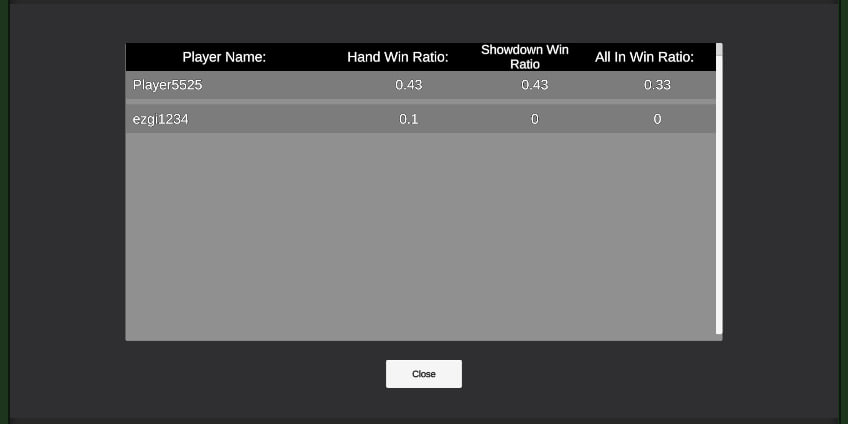 Player Name: Hand Win Ratio: Showdown Win Ratio All In Win Ratio:
Player5525 0.43 0.43 0.33
ezgi1234 0.1 0 0
Close